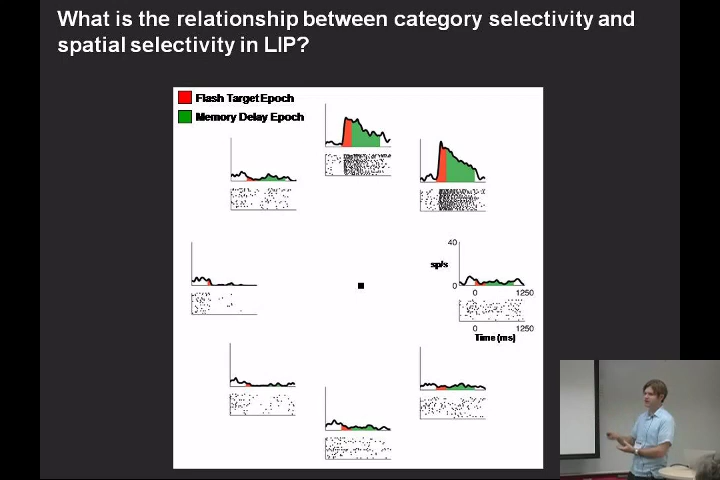 What is the relationship between category selectivity and
spatial selectivity in LIP?
Flash Target Epoch
Memory Delay Epoch
40
sp/s
0
0 1250
0 1250
Time (ms)